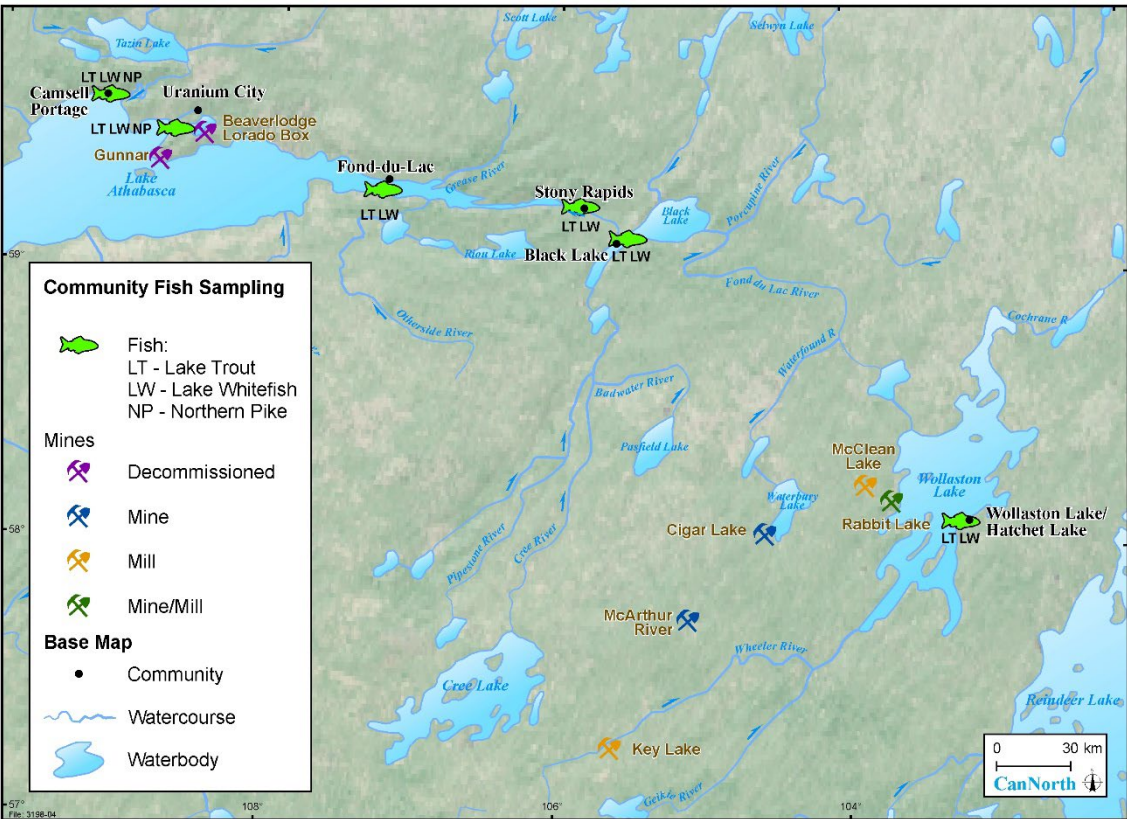 Scott Lake
Selwyn Lake
Tazin Lake
LT LW NP
Camsell
Portage
Uranium City
LT LW NP
Beaverlodge
Lorado Box
Gunnar
Lake
Athabasca
Fond-du-Lac
LT LW
Grease River
Stony Rapids
LT LW
Black
Lake
Porcupine River
Riou Lake
Black Lake
LT LW
59°
Fond du Lac River
Otherside River
Waterfound R
Cochrane R
Badwater River
Pasfield Lake
McClean
Lake
Wollaston
Lake
Waterbury
Lake
Rabbit Lake
Wollaston Lake/
Hatchet Lake
LT LW
58°
Cigar Lake
Pipestone River
Cree River
McArthur
River
Wheeler River
Cree Lake
Reindeer Lake
Key Lake
Geikie River
57°
108°
106°
104°
File: 3198-04
Community Fish Sampling
Fish:
LT - Lake Trout
LW - Lake Whitefish
NP - Northern Pike
Mines
Decommissioned
Mine
Mill
Mine/Mill
Base Map
Community
Watercourse
Waterbody
0 30 km
CanNorth